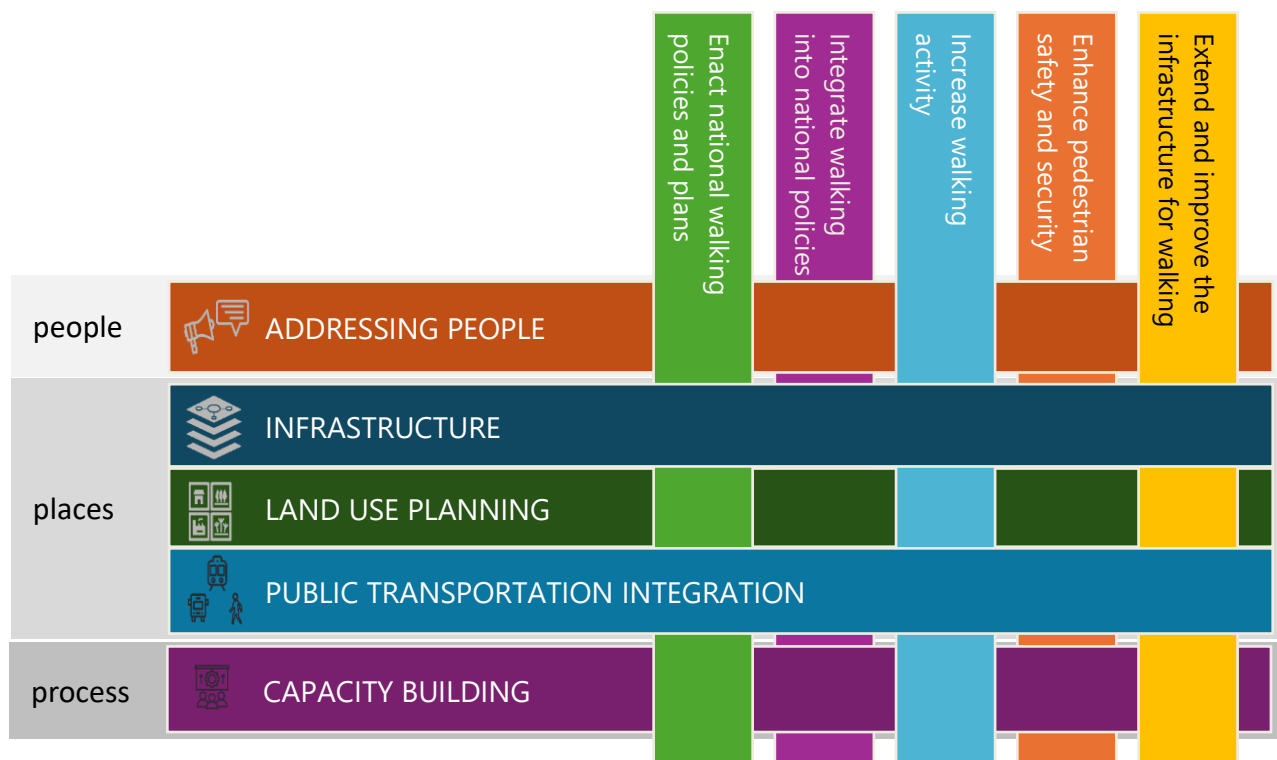 Enact national walking
policies and plans
Integrate walking
into national policies
Increase walking
activity
Enhance pedestrian
safety and security
Extend and improve the
infrastructure for walking
people
ADDRESSING PEOPLE
places
INFRASTRUCTURE
LAND USE PLANNING
PUBLIC TRANSPORTATION INTEGRATION
process
CAPACITY BUILDING